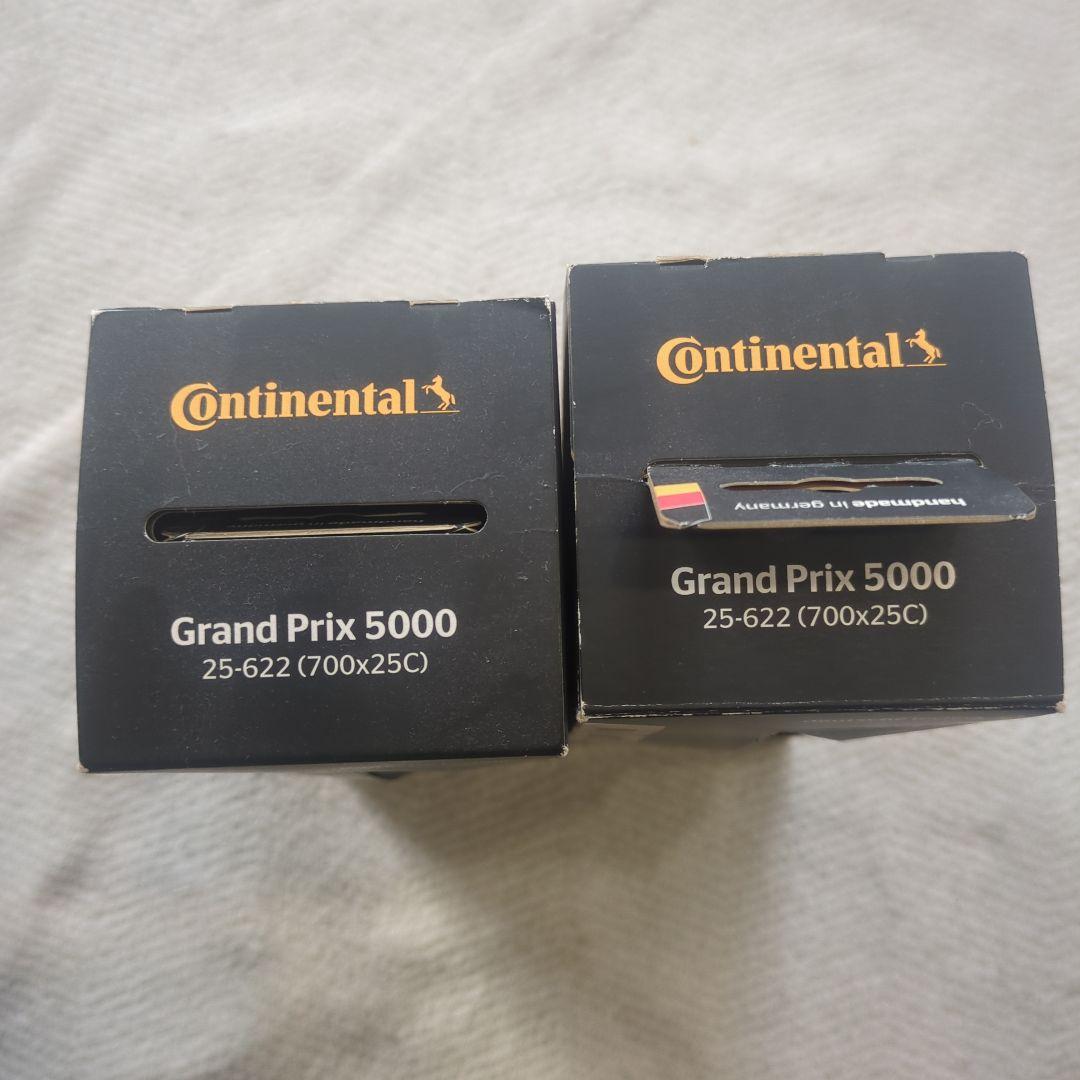 Continental
Grand Prix 5000
25-622 (700x25C)
Continental
handmade in germany
Grand Prix 5000
25-622 (700x25C)